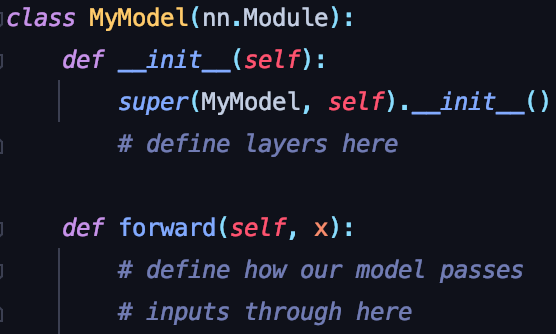 class MyModel(nn.Module):
    def __init__(self):
        super(MyModel, self).__init__()
        # define layers here

    def forward(self, x):
        # define how our model passes
        # inputs through here